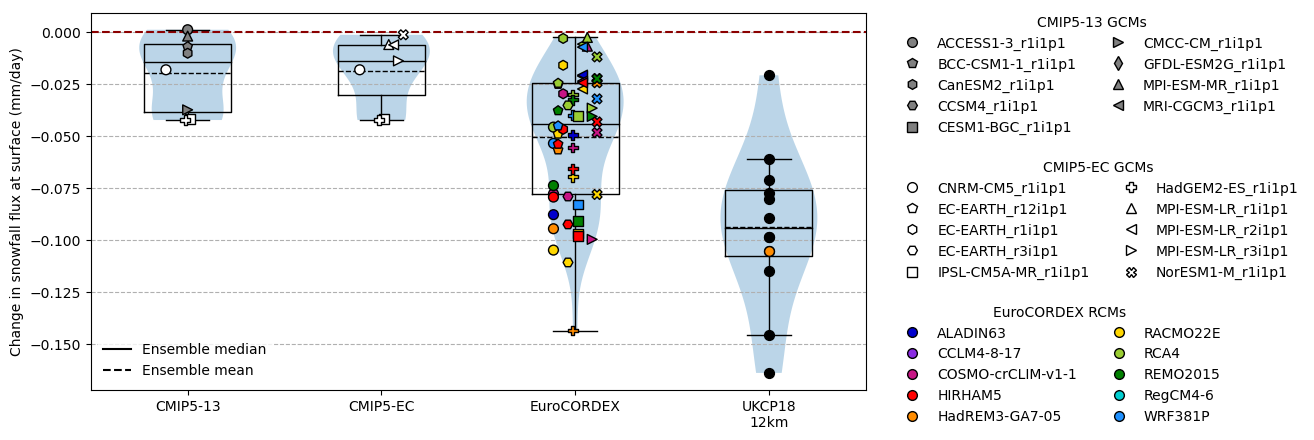 Change in snowfall flux at surface (mm/day)
0.000
−0.025
−0.050
−0.075
−0.100
−0.125
−0.150
Ensemble median
Ensemble mean
CMIP5-13
CMIP5-EC
EuroCORDEX
UKCP18
12km
CMIP5-13 GCMs
ACCESS1-3_r1i1p1
BCC-CSM1-1_r1i1p1
CanESM2_r1i1p1
CCSM4_r1i1p1
CESM1-BGC_r1i1p1
CMCC-CM_r1i1p1
GFDL-ESM2G_r1i1p1
MPI-ESM-MR_r1i1p1
MRI-CGCM3_r1i1p1
CMIP5-EC GCMs
CNRM-CM5_r1i1p1
EC-EARTH_r12i1p1
EC-EARTH_r1i1p1
EC-EARTH_r3i1p1
IPSL-CM5A-MR_r1i1p1
HadGEM2-ES_r1i1p1
MPI-ESM-LR_r1i1p1
MPI-ESM-LR_r2i1p1
MPI-ESM-LR_r3i1p1
NorESM1-M_r1i1p1
EuroCORDEX RCMs
ALADIN63
CCLM4-8-17
COSMO-crCLIM-v1-1
HIRHAM5
HadREM3-GA7-05
RACMO22E
RCA4
REMO2015
RegCM4-6
WRF381P